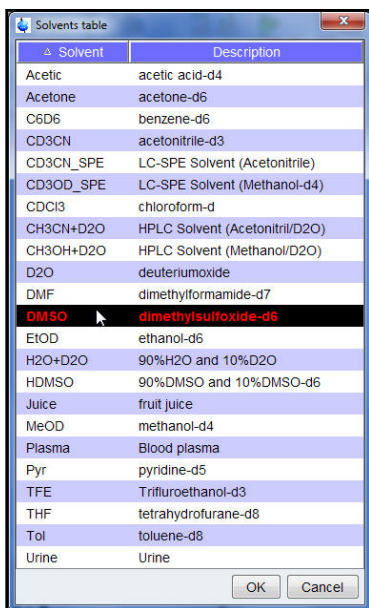 Solvents table
Solvent Description
Acetic acetic acid-d4
Acetone acetone-d6
C6D6 benzene-d6
CD3CN acetonitrile-d3
CD3CN_SPE LC-SPE Solvent (Acetonitrile)
CD3OD_SPE LC-SPE Solvent (Methanol-d4)
CDCl3 chloroform-d
CH3CN+D2O HPLC Solvent (Acetonitril/D2O)
CH3OH+D2O HPLC Solvent (Methanol/D2O)
D2O deuteriumoxide
DMF dimethylformamide-d7
DMSO dimethylsulfoxide-d6
EtOD ethanol-d6
H2O+D2O 90%H2O and 10%D2O
HDMSO 90%DMSO and 10%DMSO-d6
Juice fruit juice
MeOD methanol-d4
Plasma Blood plasma
Pyr pyridine-d5
TFE Trifluroethanol-d3
THF tetrahydrofurane-d8
Tol toluene-d8
Urine Urine
OK Cancel